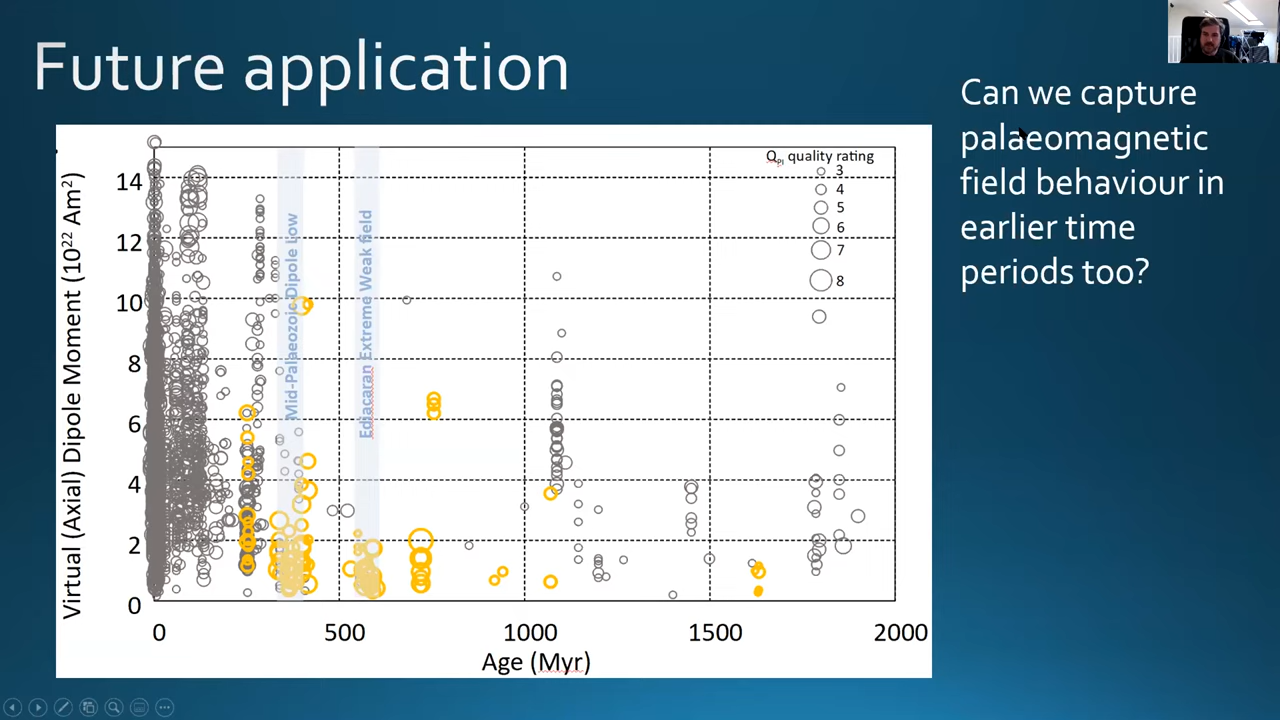 Future application
Can we capture
palaeomagnetic
field behaviour in
earlier time
periods too?
Virtual (Axial) Dipole Moment (10²² Am²)
14
12
10
8
6
4
2
0
Mid-Palaeozoic Dipole Low
Ediacaran Extreme Weak field
QPI quality rating
3
4
5
6
7
8
0
500
1000
1500
2000
Age (Myr)